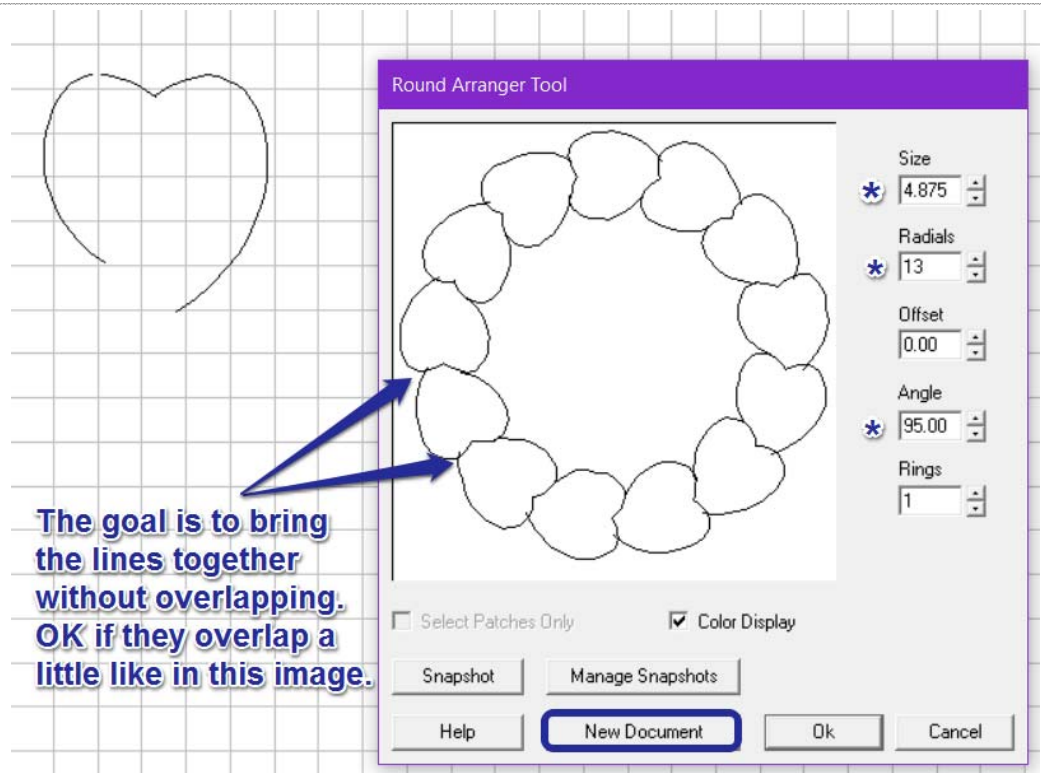 Round Arranger Tool
Size
* 4.875
Radials
* 13
Offset
0.00
Angle
* 95.00
Rings
1
The goal is to bring
the lines together
without overlapping.
OK if they overlap a
little like in this image.
Select Patches Only
Color Display
Snapshot
Manage Snapshots
Help
New Document
Ok
Cancel